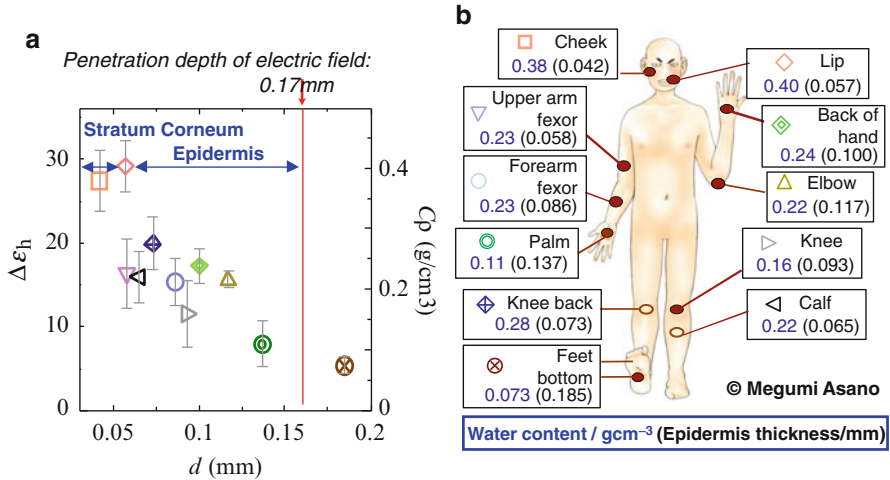 a
Penetration depth of electric field:
0.17mm
Stratum Corneum
Epidermis
30
20
10
0
Δεh
0.4
0.2
0
Cρ (g/cm3)
0.05
0.1
0.15
0.2
d (mm)
b
Cheek
0.38 (0.042)
Lip
0.40 (0.057)
Upper arm
fexor
0.23
(0.058)
Back of
hand
0.24 (0.100)
Forearm
fexor
0.23
(0.086)
Elbow
0.22 (0.117)
Palm
0.11 (0.137)
Knee
0.16 (0.093)
Knee back
0.28 (0.073)
Calf
0.22 (0.065)
Feet
bottom
0.073 (0.185)
© Megumi Asano
Water content / gcm⁻³ (Epidermis thickness/mm)